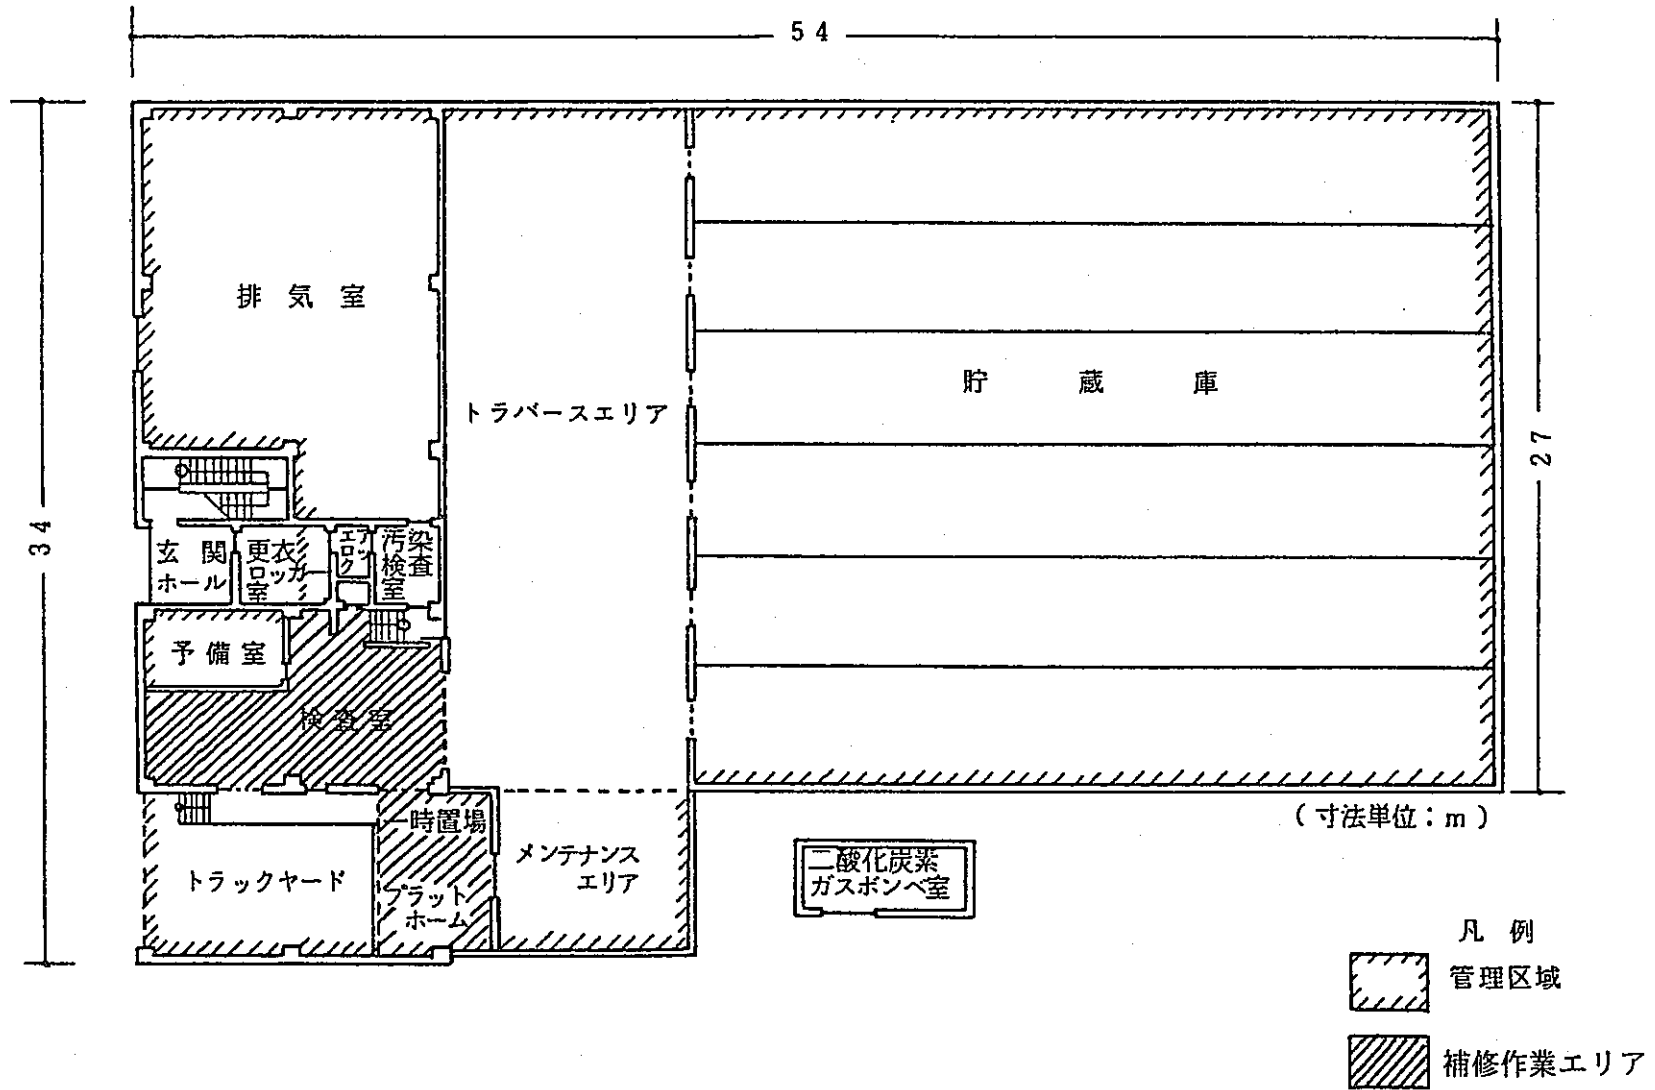 54
34
27
排気室
トラバースエリア
貯蔵庫
玄関
ホール
更衣
ロッカー
室
エアロック
汚染
検査
室
予備室
検査室
一時置場
トラックヤード
プラット
ホーム
メンテナンス
エリア
二酸化炭素
ガスボンベ室
(寸法単位:m)
凡例
管理区域
補修作業エリア